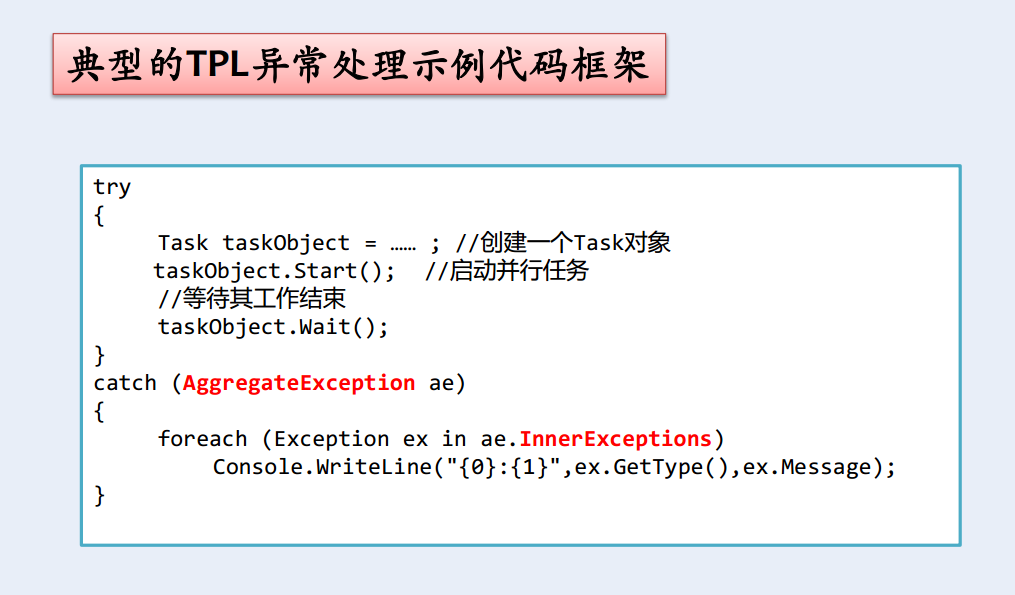 典型的TPL异常处理示例代码框架
try
{
Task taskObject = …… ; //创建一个Task对象
taskObject.Start(); //启动并行任务
//等待其工作结束
taskObject.Wait();
}
catch (AggregateException ae)
{
foreach (Exception ex in ae.InnerExceptions)
Console.WriteLine("{0}:{1}",ex.GetType(),ex.Message);
}